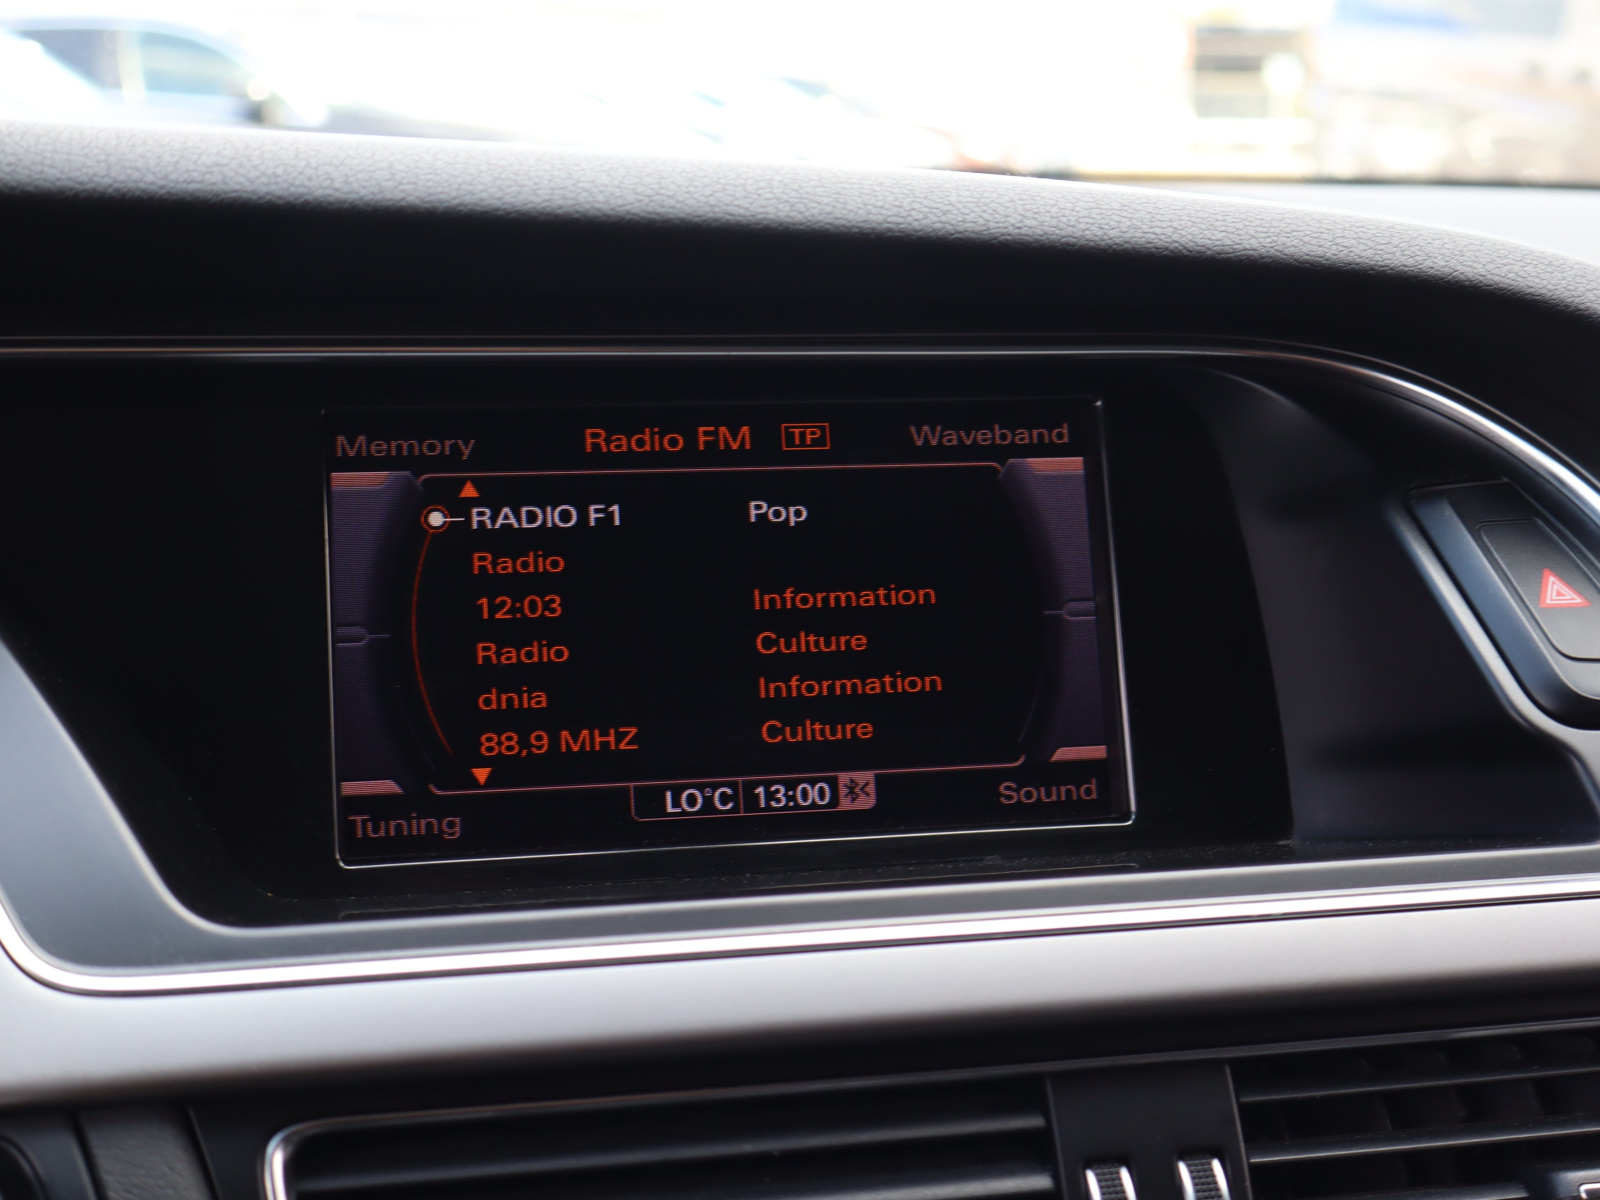 Memory Radio FM TP Waveband
RADIO F1 Pop
Radio
12:03 Information
Radio Culture
dnia Information
88,9 MHZ Culture
LO°C 13:00
Tuning Sound